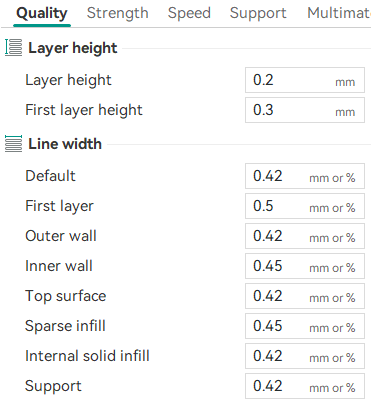 Quality Strength Speed Support Multimat
Layer height
Layer height 0.2 mm
First layer height 0.3 mm
Line width
Default 0.42 mm or %
First layer 0.5 mm or %
Outer wall 0.42 mm or %
Inner wall 0.45 mm or %
Top surface 0.42 mm or %
Sparse infill 0.45 mm or %
Internal solid infill 0.42 mm or %
Support 0.42 mm or %